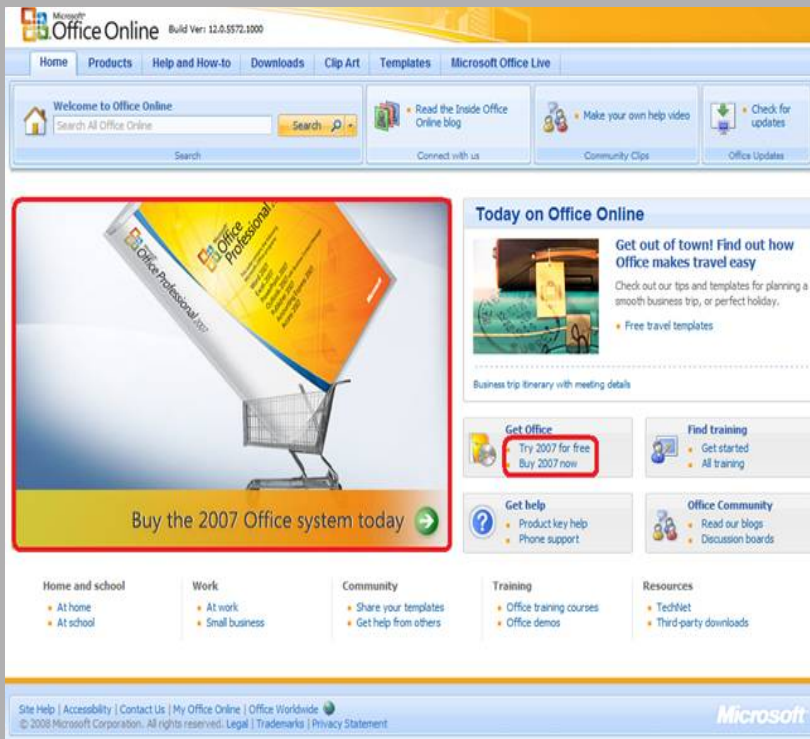 Microsoft
Office Online Build Ver: 12.0.5572.1000
Home Products Help and How-to Downloads Clip Art Templates Microsoft Office Live
Welcome to Office Online
Search All Office Online
Search
Search
Read the Inside Office
Online blog
Connect with us
Make your own help video
Community Clips
Check for
updates
Office Updates
Office Professional 2007
Office
Professional 2007
Microsoft
Buy the 2007 Office system today
Today on Office Online
Get out of town! Find out how
Office makes travel easy
Check out our tips and templates for planning a
smooth business trip, or perfect holiday.
Free travel templates
Business trip itinerary with meeting details
Get Office
Try 2007 for free
Buy 2007 now
Find training
Get started
All training
Get help
Product key help
Phone support
Office Community
Read our blogs
Discussion boards
Home and school
At home
At school
Work
At work
Small business
Community
Share your templates
Get help from others
Training
Office training courses
Office demos
Resources
TechNet
Third-party downloads
Site Help | Accessibility | Contact Us | My Office Online | Office Worldwide
© 2008 Microsoft Corporation. All rights reserved. Legal | Trademarks | Privacy Statement
Microsoft